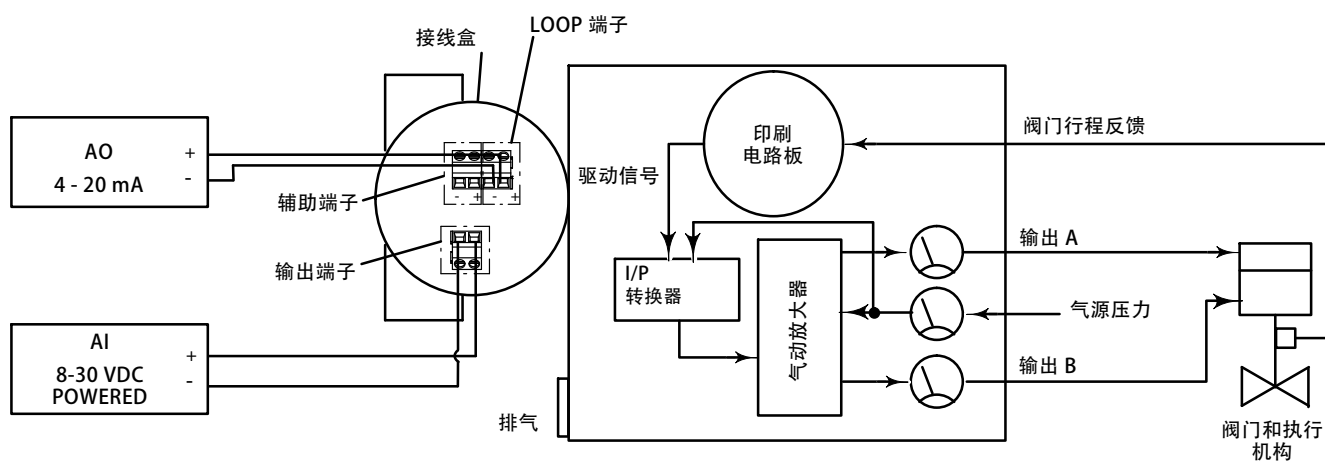 接线盒
LOOP 端子
AO
4 - 20 mA
+
-
辅助端子
- + - +
输出端子
AI
8-30 VDC
POWERED
+
-
印刷
电路板
阀门行程反馈
驱动信号
I/P
转换器
气动放大器
输出 A
气源压力
输出 B
排气
阀门和执行
机构